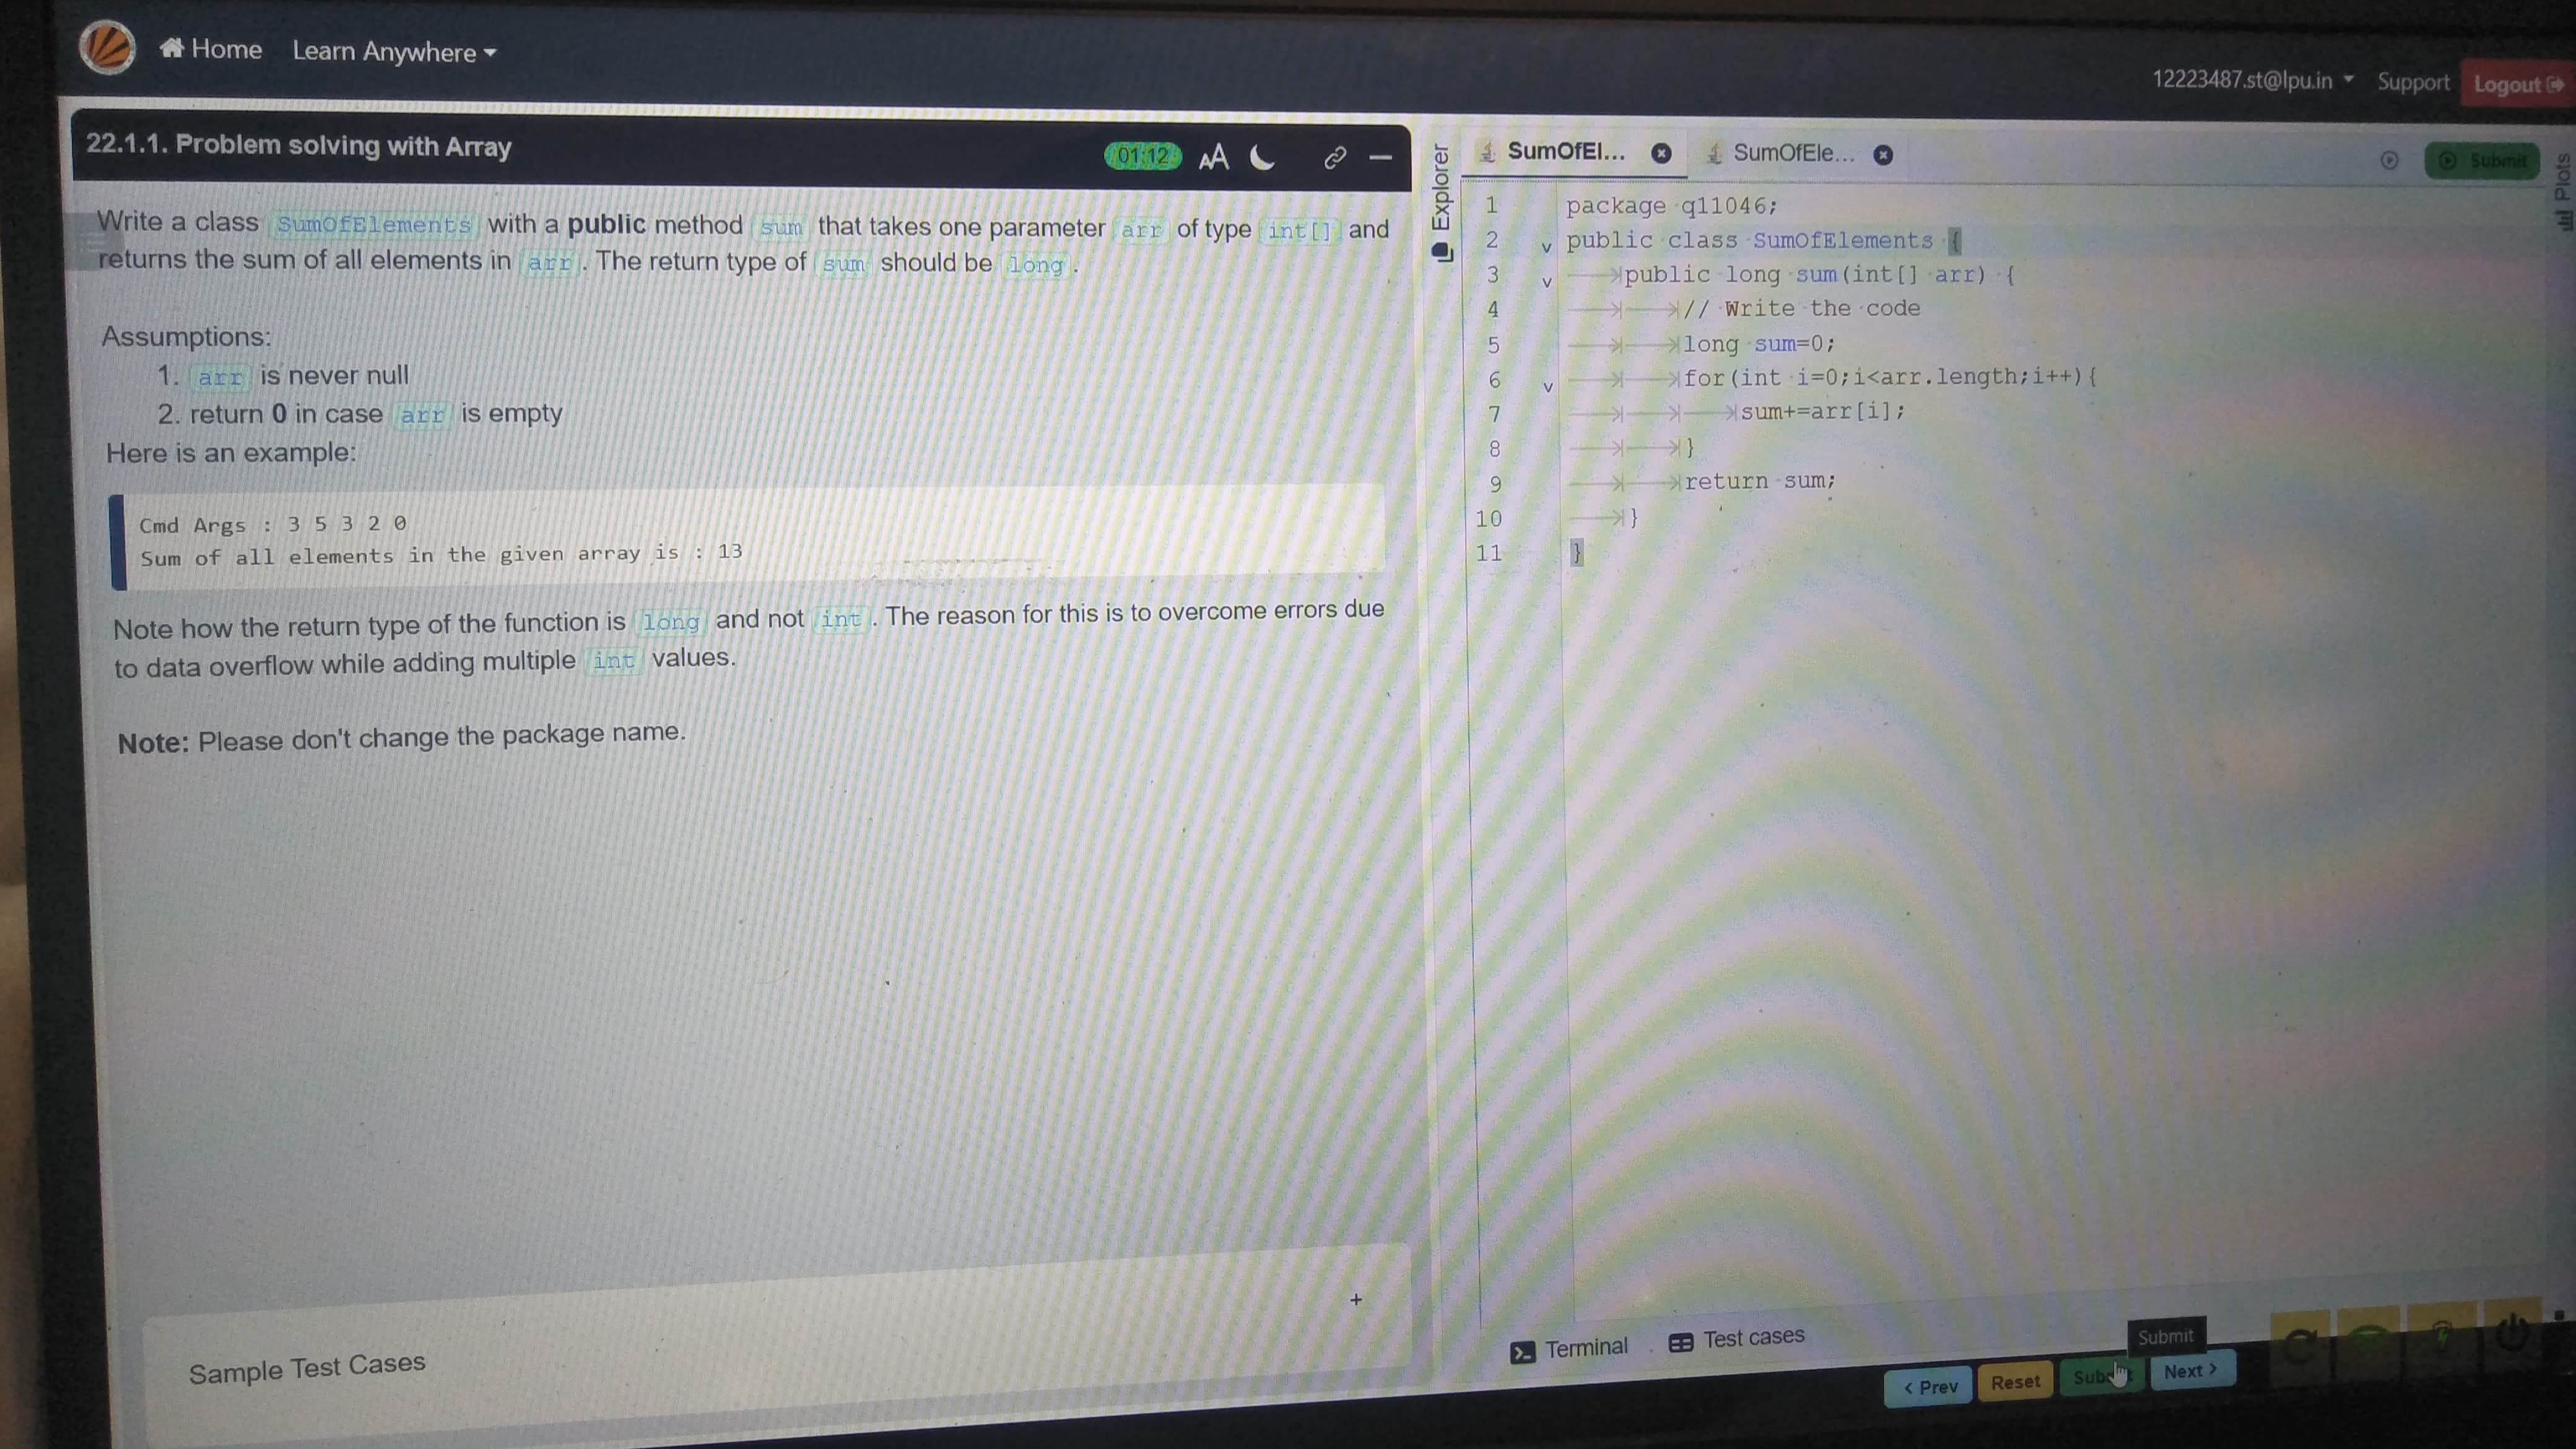 Home Learn Anywhere
12223487.st@lpu.in Support Logout
22.1.1. Problem solving with Array
01:12 AA
Write a class SumOfElements with a public method sum that takes one parameter arr of type int[] and
returns the sum of all elements in arr. The return type of sum should be long.
Assumptions:
1. arr is never null
2. return 0 in case arr is empty
Here is an example:
Cmd Args : 3 5 3 2 0
Sum of all elements in the given array is : 13
Note how the return type of the function is long and not int. The reason for this is to overcome errors due
to data overflow while adding multiple int values.
Note: Please don't change the package name.
Sample Test Cases +
Explorer
SumOfEl... SumOfEle...
Submit
Plots
1 package q11046;
2 public class SumOfElements {
3 public long sum(int[] arr) {
4 // Write the code
5 long sum=0;
6 for(int i=0;i<arr.length;i++){
7 sum+=arr[i];
8 }
9 return sum;
10 }
11 }
Terminal Test cases
Submit
< Prev Reset Submit Next >